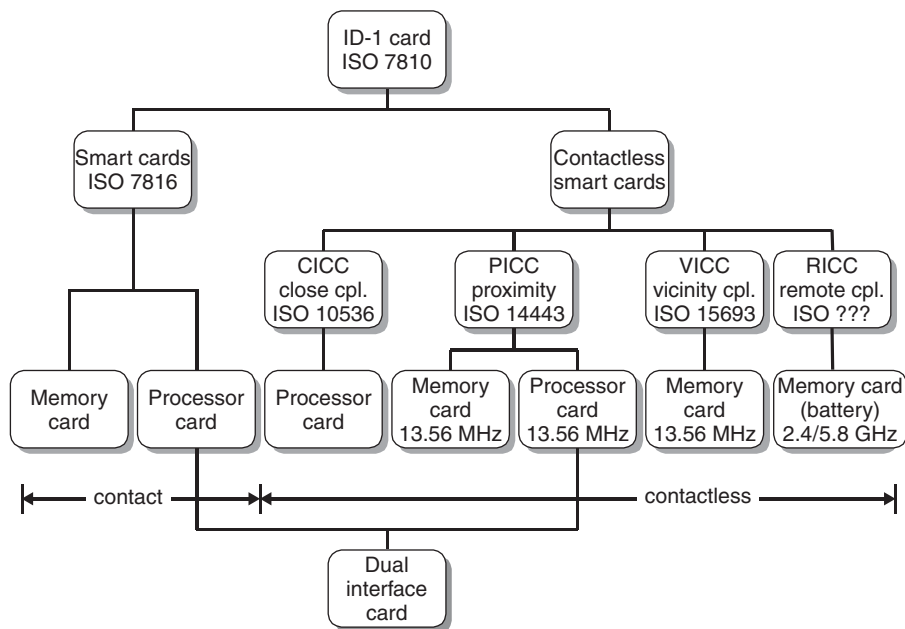 ID-1 card
ISO 7810
Smart cards
ISO 7816
Contactless
smart cards
CICC
close cpl.
ISO 10536
PICC
proximity
ISO 14443
VICC
vicinity cpl.
ISO 15693
RICC
remote cpl.
ISO ???
Memory
card
Processor
card
Processor
card
Memory
card
13.56 MHz
Processor
card
13.56 MHz
Memory
card
13.56 MHz
Memory card
(battery)
2.4/5.8 GHz
contact
contactless
Dual
interface
card